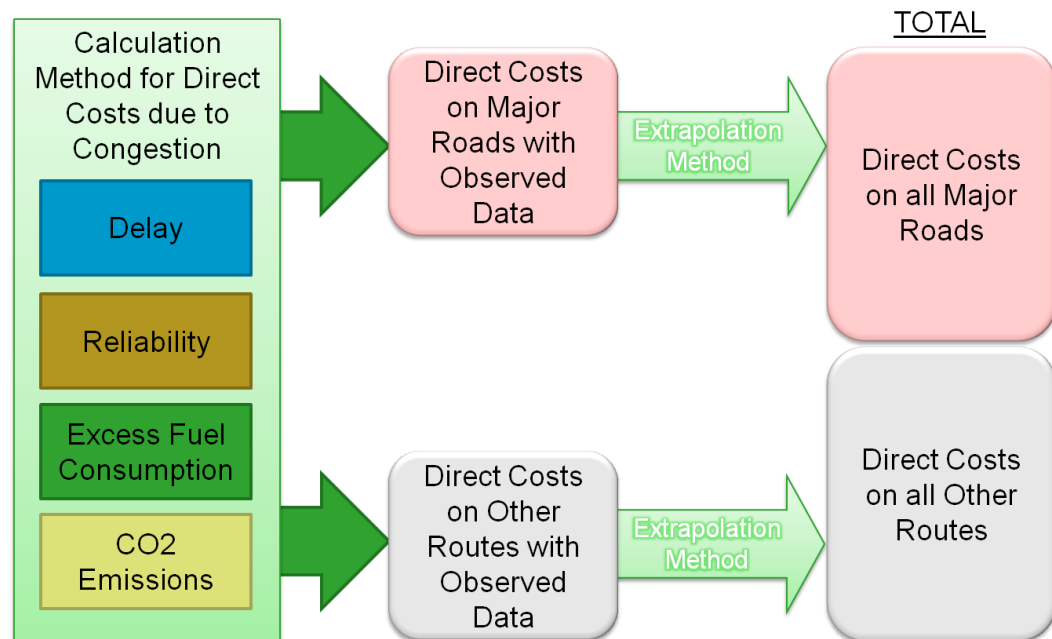 Calculation
Method for Direct
Costs due to
Congestion
Delay
Reliability
Excess Fuel
Consumption
CO2
Emissions
Direct Costs
on Major
Roads with
Observed
Data
Extrapolation
Method
Direct Costs
on Other
Routes with
Observed
Data
Extrapolation
Method
TOTAL
Direct Costs
on all Major
Roads
Direct Costs
on all Other
Routes